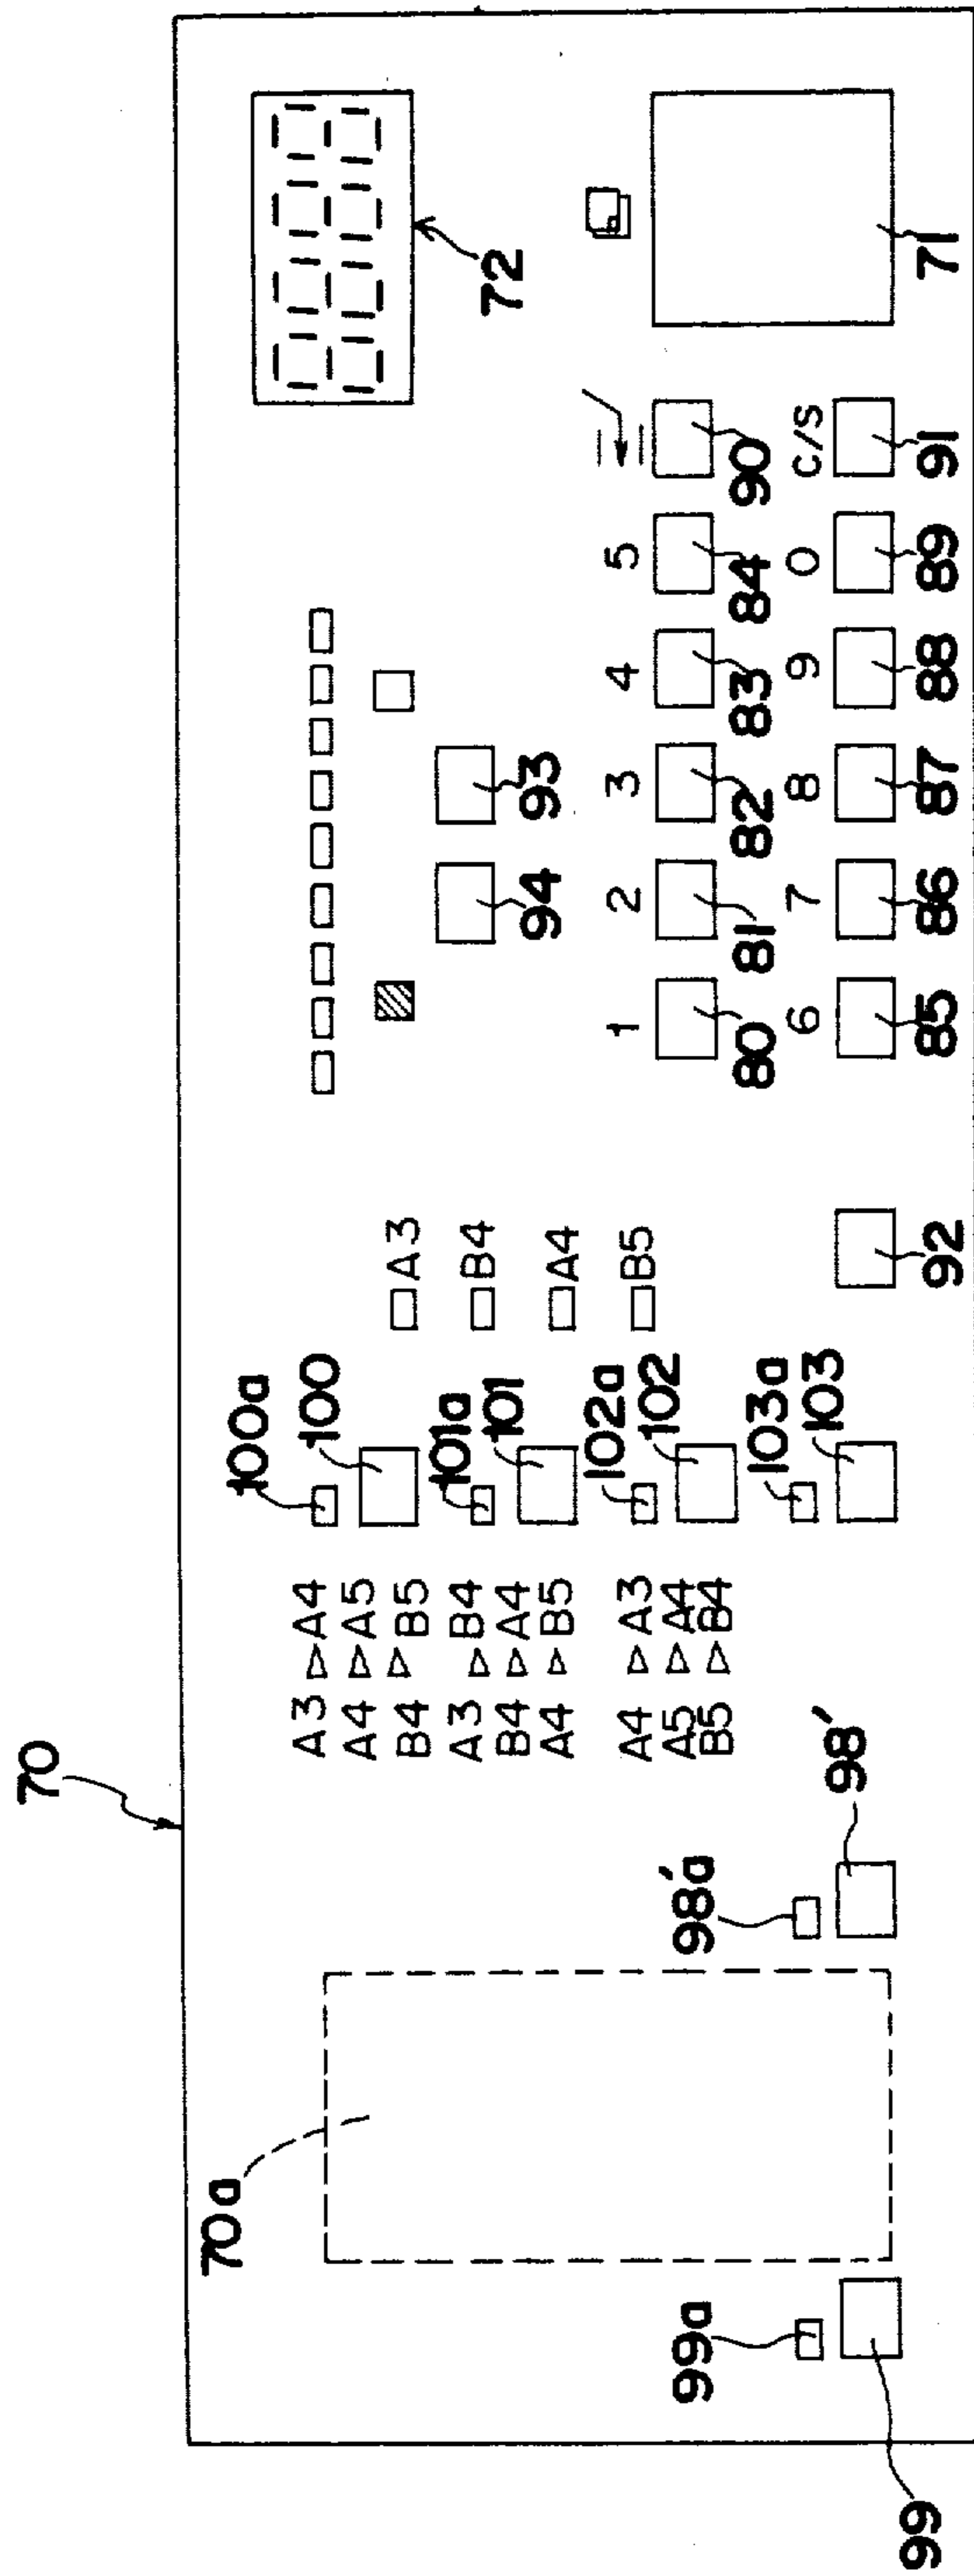 70
70a
99a
99
98'a
98'
A3 ▷ A4
A4 ▷ A5
B4 ▷ B5
A3 ▷ B4
B4 ▷ A4
A4 ▷ B5
A4 ▷ A3
A5 ▷ A4
B5 ▷ B4
100a
100
101a
101
102a
102
103a
103
A3
B4
A4
B5
92
94
93
1 2 3 4 5
80 81 82 83 84 90
6 7 8 9 0 C/S
85 86 87 88 89 91
72
71